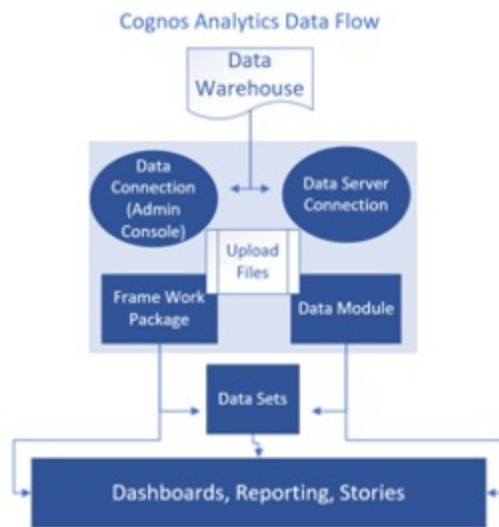 Cognos Analytics Data Flow
Data
Warehouse
Data
Connection
(Admin
Console)
Data Server
Connection
Upload
Files
Frame Work
Package
Data Module
Data Sets
Dashboards, Reporting, Stories